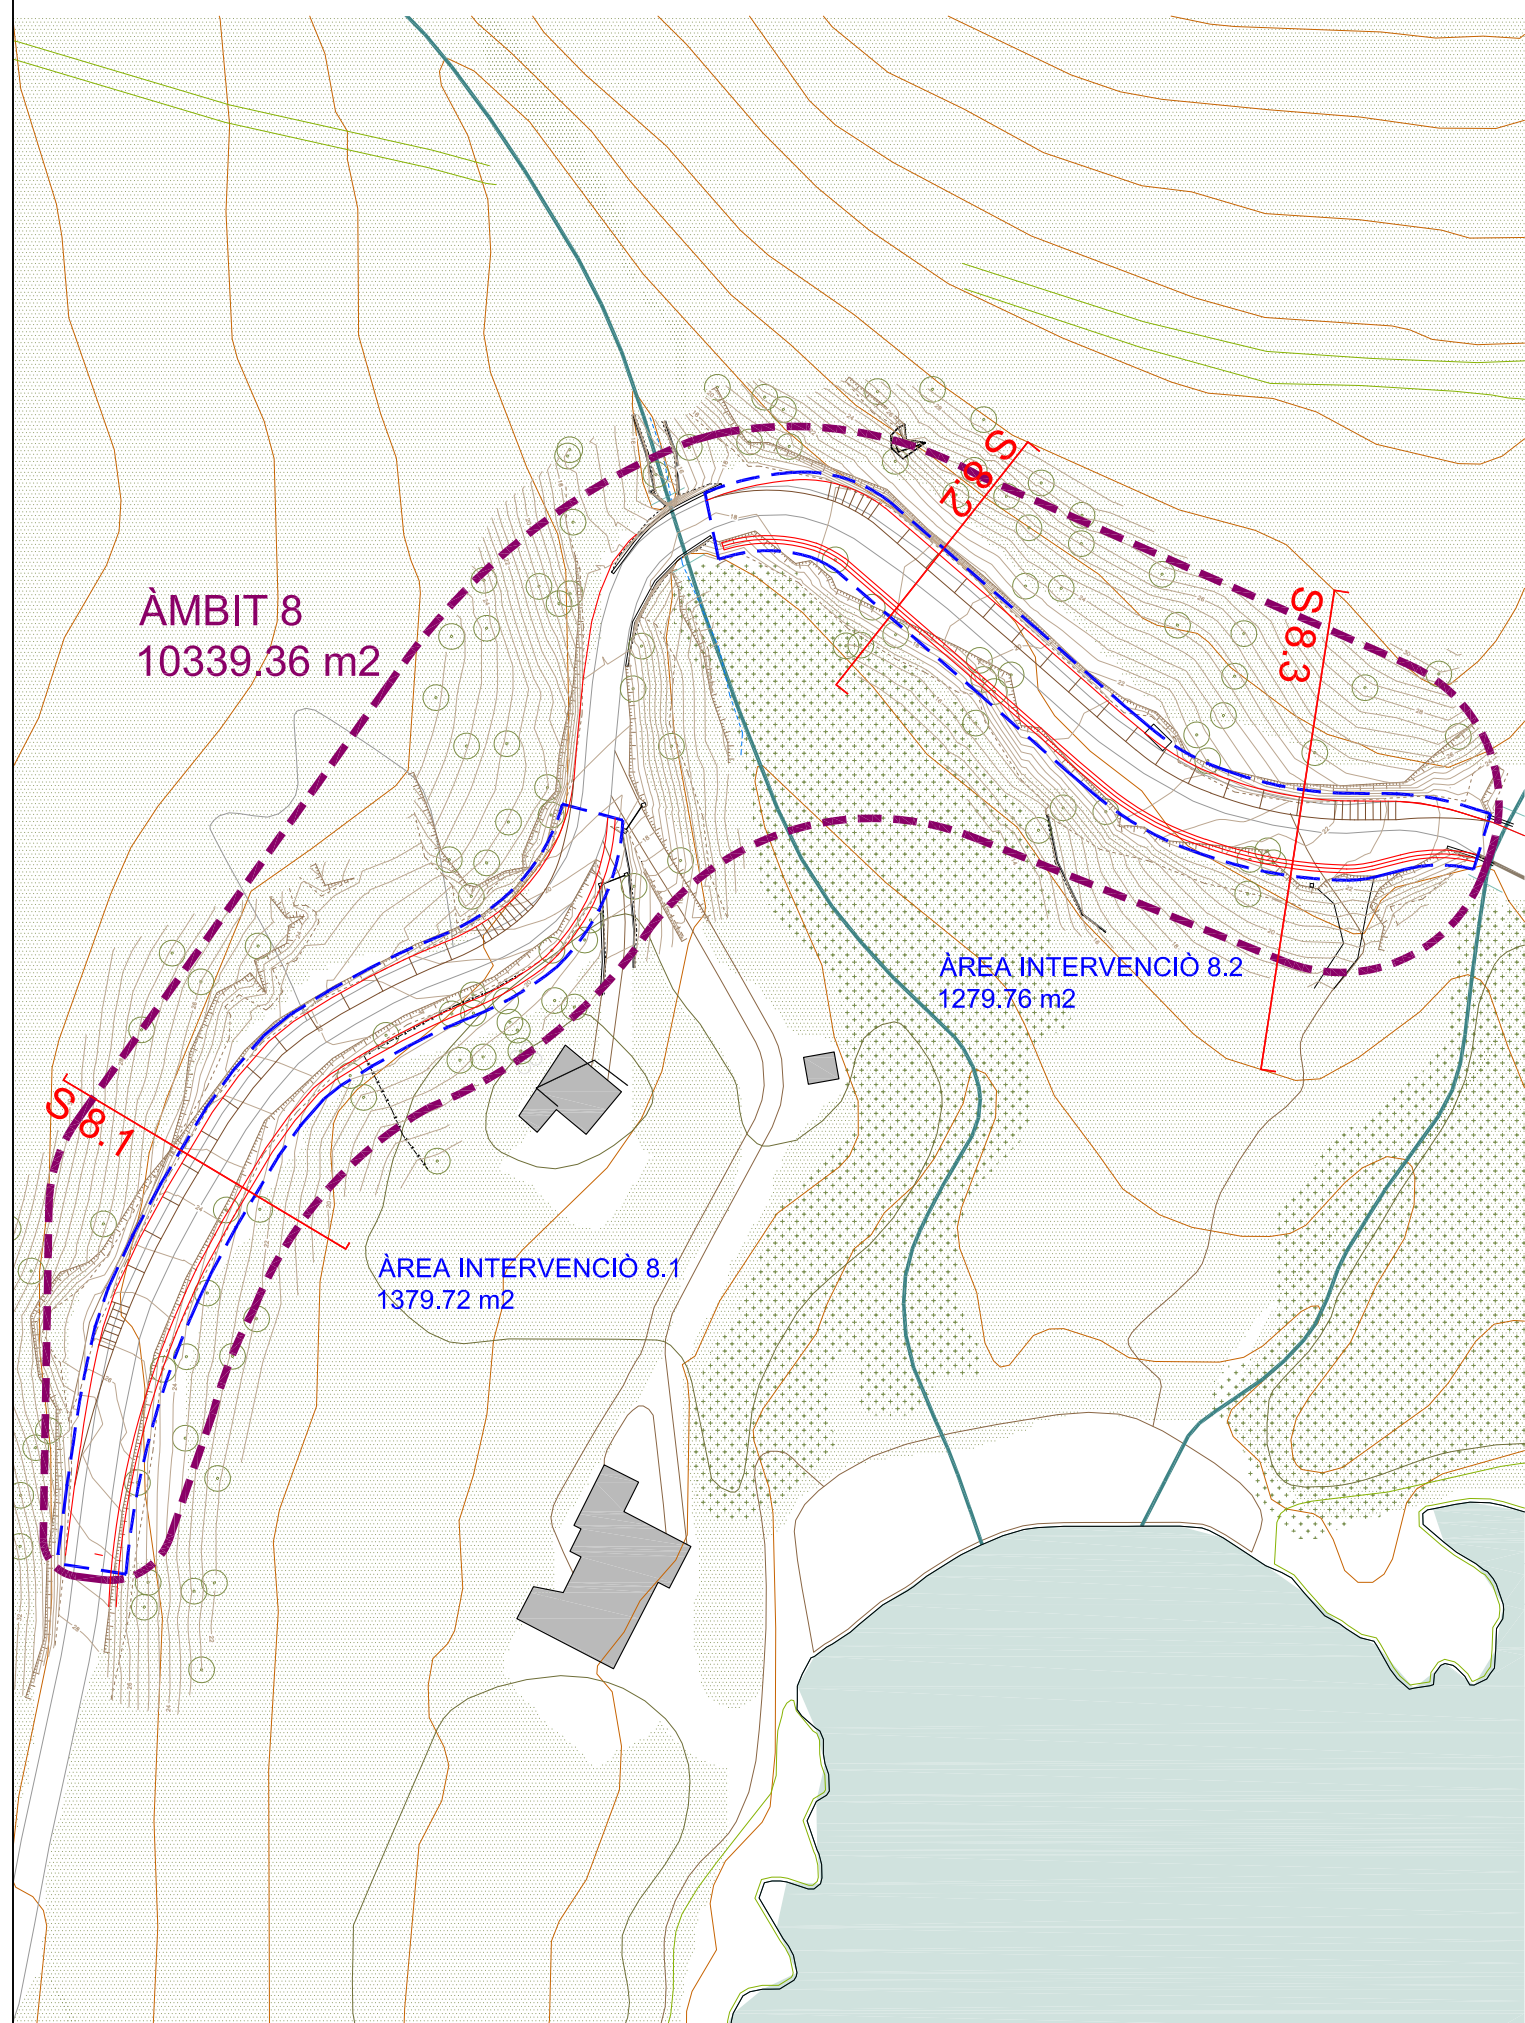 ÀMBIT 8
10339.36 m2
S 8.2
S 8.3
ÀREA INTERVENCIÒ 8.2
1279.76 m2
S 8.1
ÀREA INTERVENCIÒ 8.1
1379.72 m2